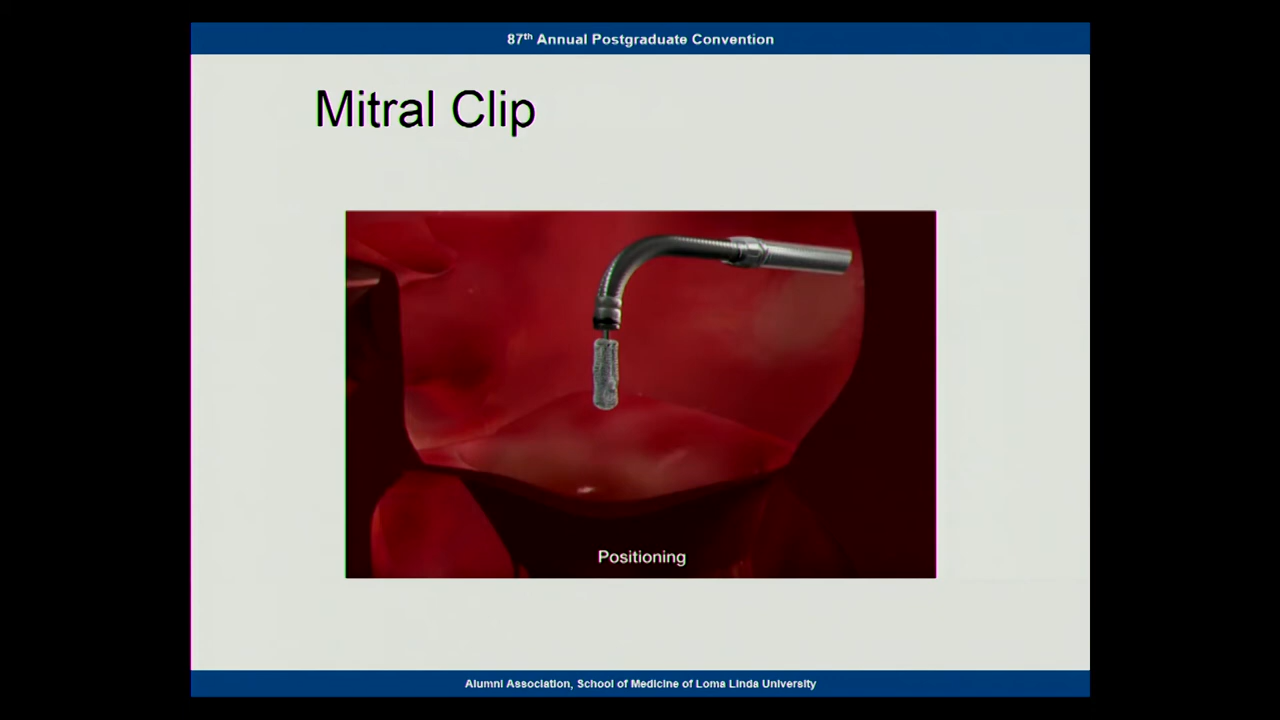 87th Annual Postgraduate Convention
Mitral Clip
Positioning
Alumni Association, School of Medicine of Loma Linda University